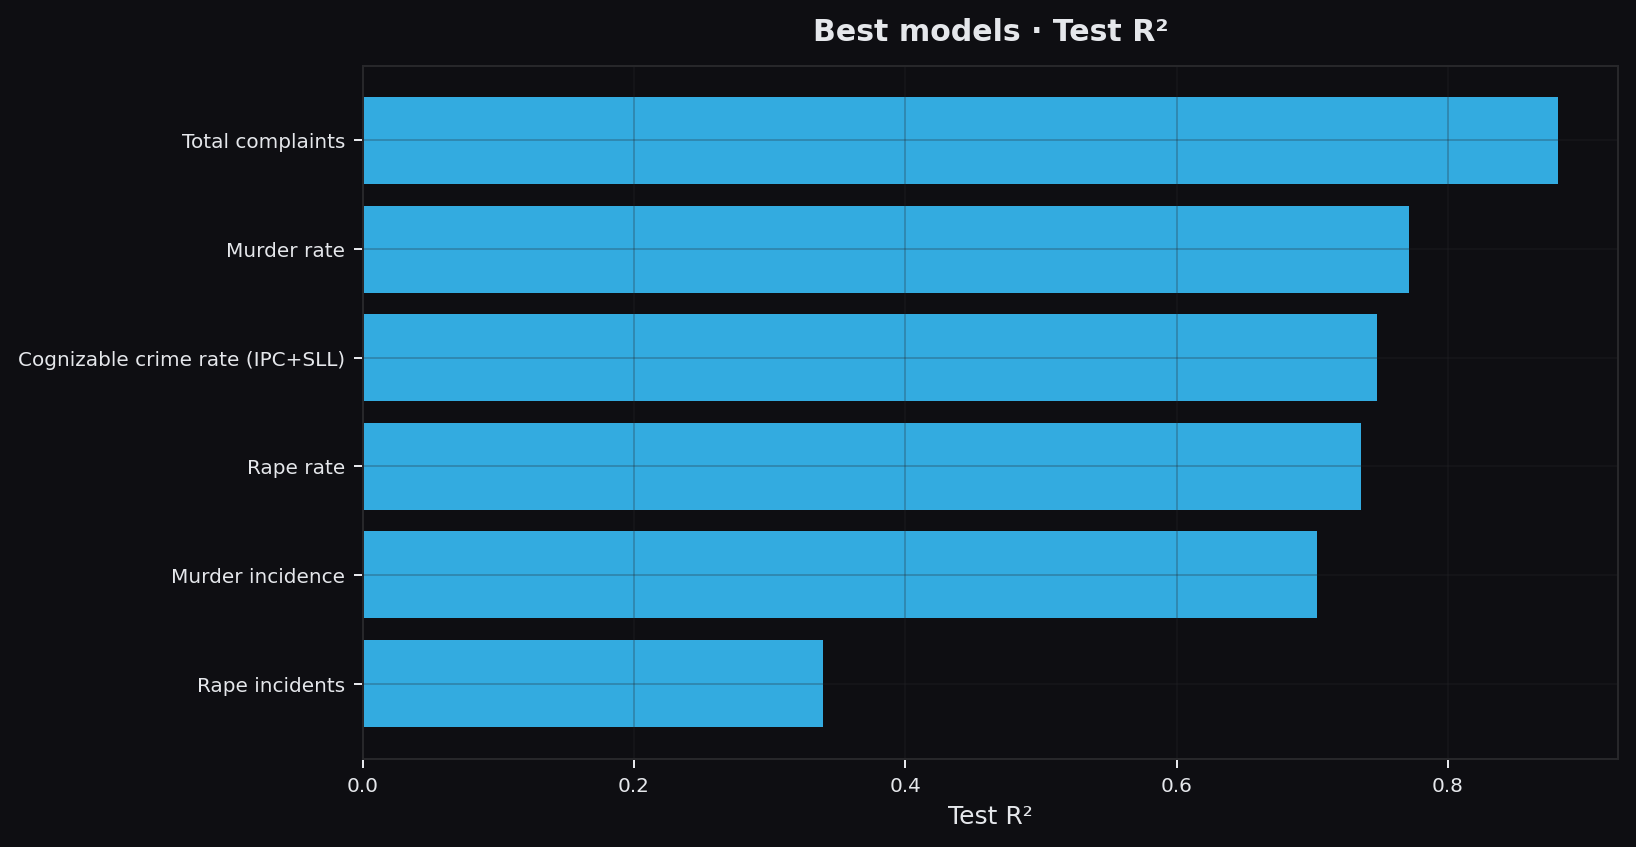 Best models · Test R²
Total complaints
Murder rate
Cognizable crime rate (IPC+SLL)
Rape rate
Murder incidence
Rape incidents
0.0 0.2 0.4 0.6 0.8
Test R²